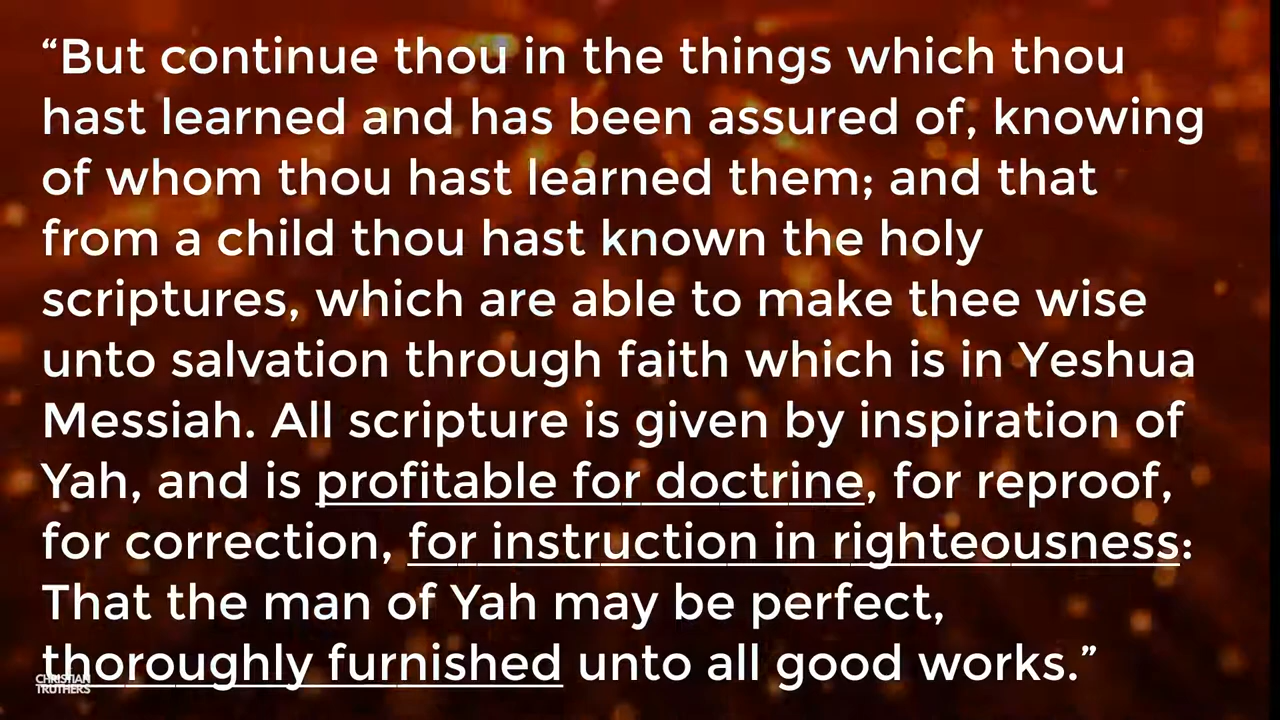 “But continue thou in the things which thou
hast learned and has been assured of, knowing
of whom thou hast learned them; and that
from a child thou hast known the holy
scriptures, which are able to make thee wise
unto salvation through faith which is in Yeshua
Messiah. All scripture is given by inspiration of
Yah, and is profitable for doctrine, for reproof,
for correction, for instruction in righteousness:
That the man of Yah may be perfect,
thoroughly furnished unto all good works.”
CHRISTIAN
TRUTHERS